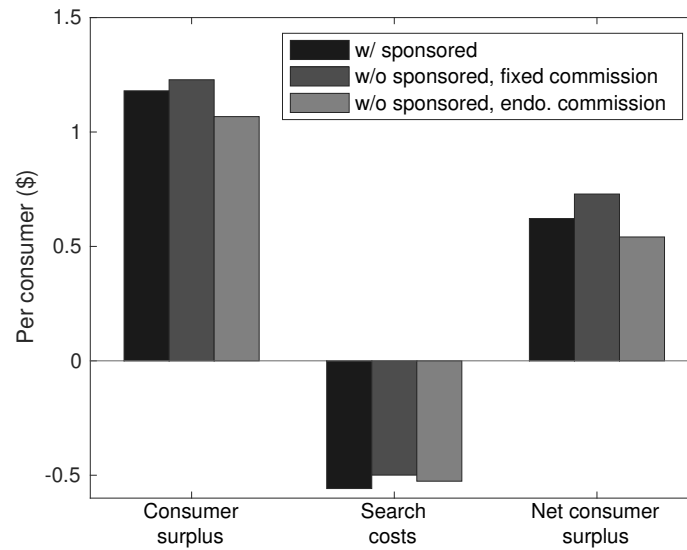 1.5
w/ sponsored
w/o sponsored, fixed commission
w/o sponsored, endo. commission
1
0.5
0
-0.5
Per consumer ($)
Consumer surplus
Search costs
Net consumer surplus